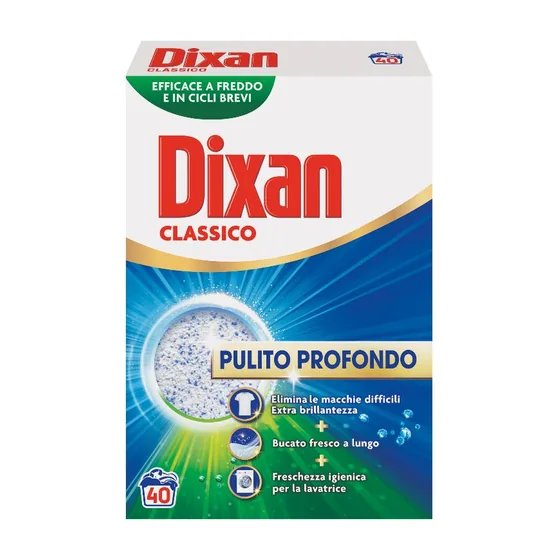 Dixan
CLASSICO
40
EFFICACE A FREDDO
E IN CICLI BREVI
Dixan
CLASSICO
PULITO PROFONDO
Elimina le macchie difficili
Extra brillantezza
+
Bucato fresco a lungo
+
Freschezza igienica
per la lavatrice
40